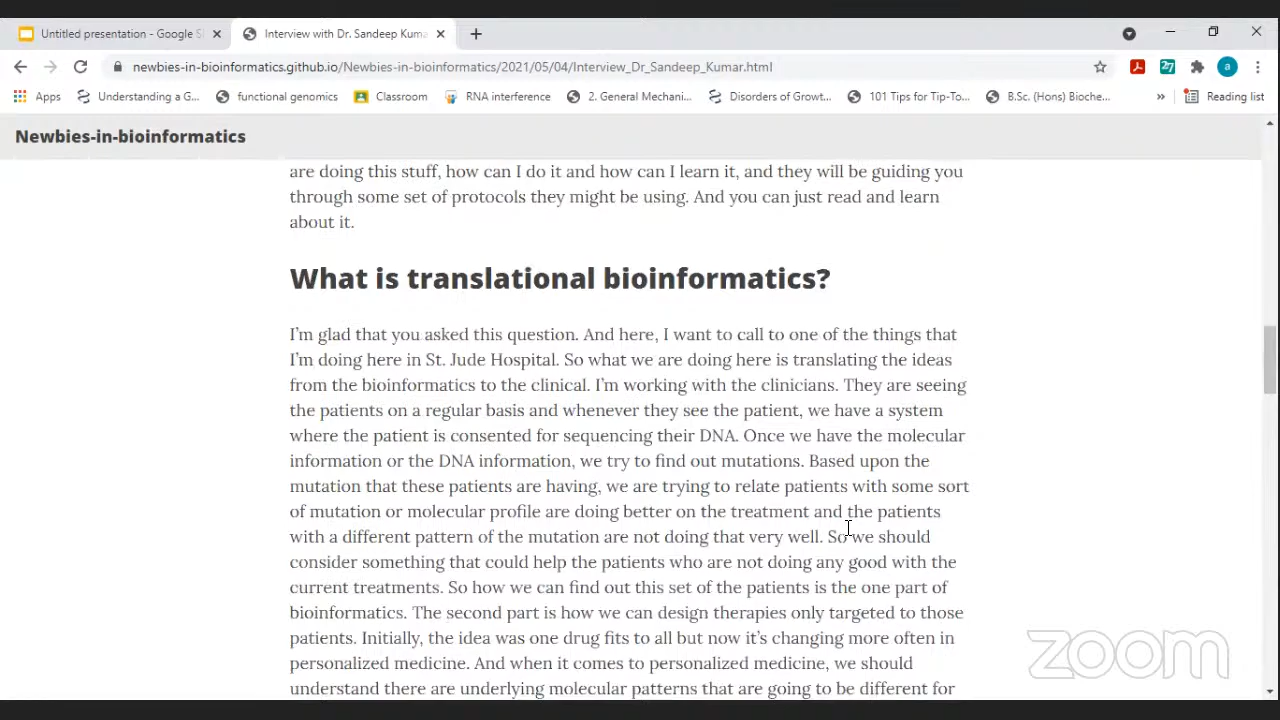 Untitled presentation - Google S
Interview with Dr. Sandeep Kuma
newbies-in-bioinformatics.github.io/Newbies-in-bioinformatics/2021/05/04/Interview_Dr_Sandeep_Kumar.html
a
Apps
Understanding a G...
functional genomics
Classroom
RNA interference
2. General Mechani...
Disorders of Growt...
101 Tips for Tip-To...
B.Sc. (Hons) Bioche...
»
Reading list
Newbies-in-bioinformatics
are doing this stuff, how can I do it and how can I learn it, and they will be guiding you
through some set of protocols they might be using. And you can just read and learn
about it.
What is translational bioinformatics?
I'm glad that you asked this question. And here, I want to call to one of the things that
I'm doing here in St. Jude Hospital. So what we are doing here is translating the ideas
from the bioinformatics to the clinical. I'm working with the clinicians. They are seeing
the patients on a regular basis and whenever they see the patient, we have a system
where the patient is consented for sequencing their DNA. Once we have the molecular
information or the DNA information, we try to find out mutations. Based upon the
mutation that these patients are having, we are trying to relate patients with some sort
of mutation or molecular profile are doing better on the treatment and the patients
with a different pattern of the mutation are not doing that very well. So we should
consider something that could help the patients who are not doing any good with the
current treatments. So how we can find out this set of the patients is the one part of
bioinformatics. The second part is how we can design therapies only targeted to those
patients. Initially, the idea was one drug fits to all but now it's changing more often in
personalized medicine. And when it comes to personalized medicine, we should
understand there are underlying molecular patterns that are going to be different for
zoom